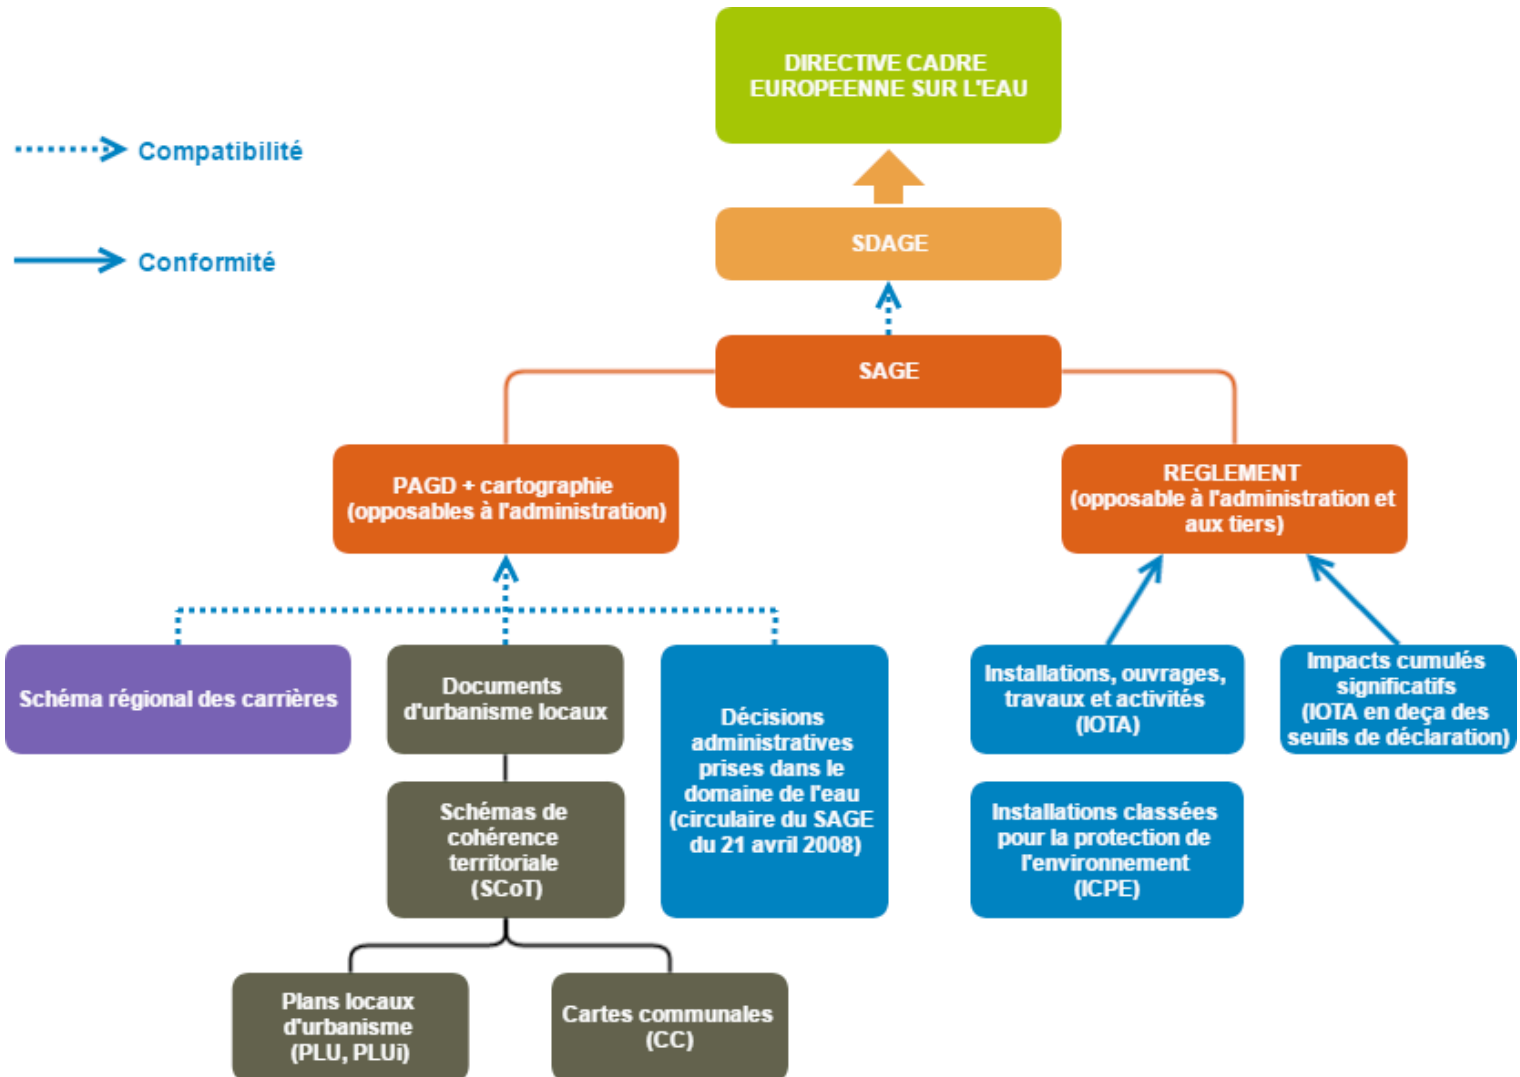 DIRECTIVE CADRE
EUROPEENNE SUR L'EAU
Compatibilité
Conformité
SDAGE
SAGE
PAGD + cartographie
(opposables à l'administration)
REGLEMENT
(opposable à l'administration et
aux tiers)
Schéma régional des carrières
Documents
d'urbanisme locaux
Décisions
administratives
prises dans le
domaine de l'eau
(circulaire du SAGE
du 21 avril 2008)
Installations, ouvrages,
travaux et activités
(IOTA)
Impacts cumulés
significatifs
(IOTA en deça des
seuils de déclaration)
Schémas de
cohérence
territoriale
(SCoT)
Installations classées
pour la protection de
l'environnement
(ICPE)
Plans locaux
d'urbanisme
(PLU, PLUi)
Cartes communales
(CC)